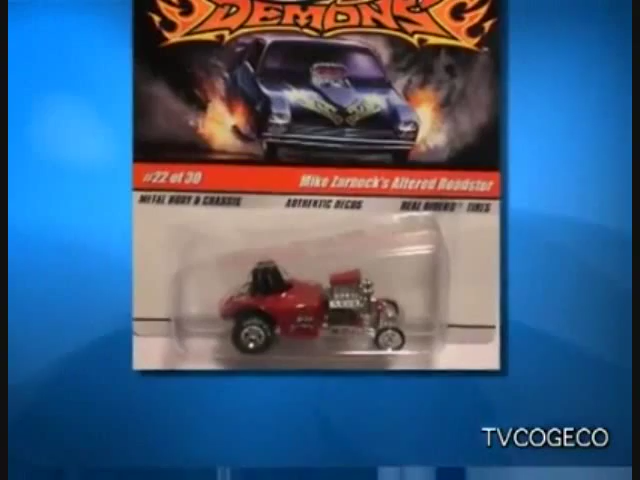 DEMONS
#22 of 30
Mike Zarnock's Altered Roadster
METAL BODY & CHASSIS
AUTHENTIC DECOS
REAL RIDERS™ TIRES
TVCOGECO